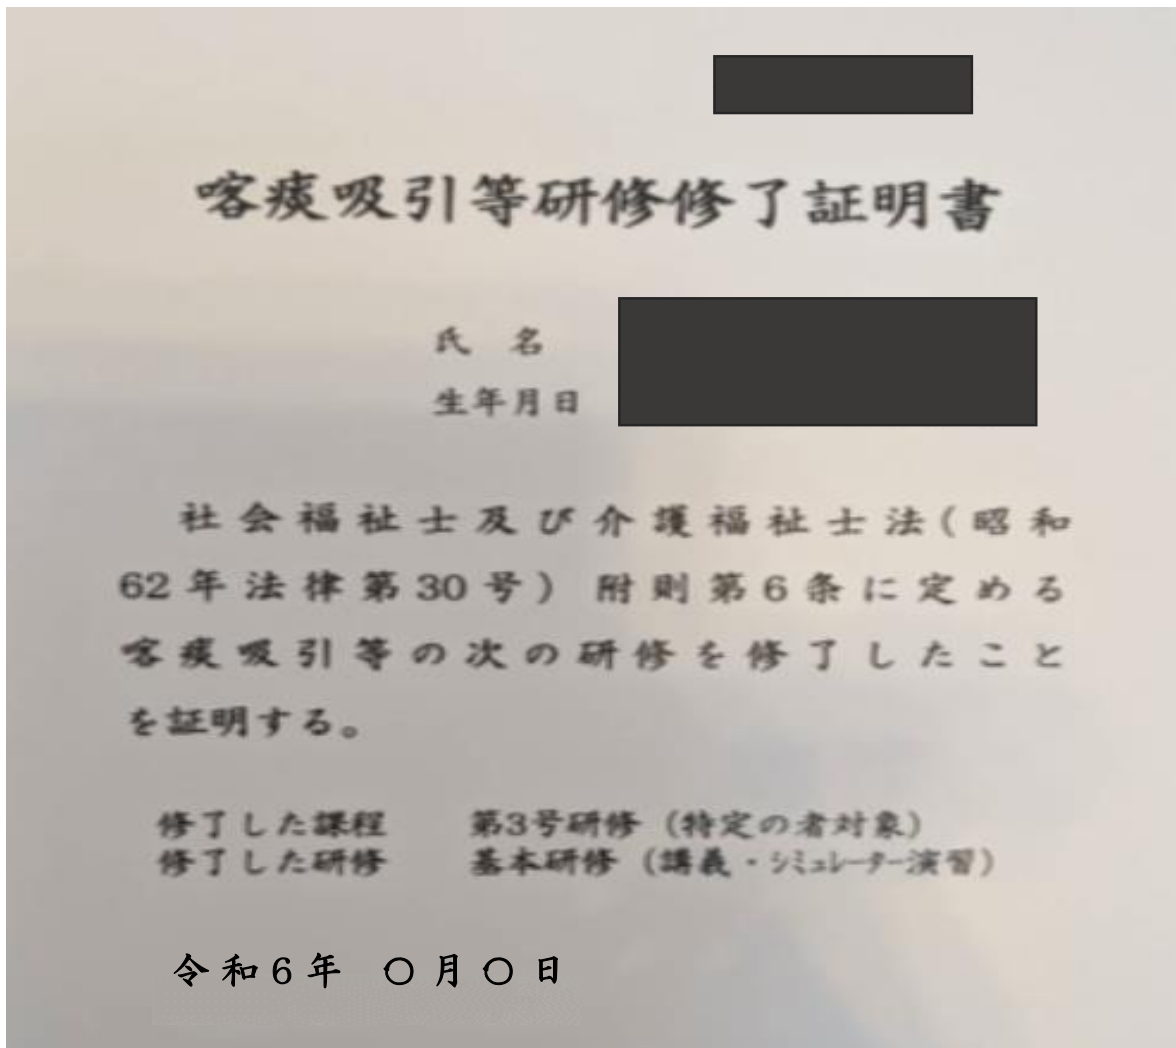 喀痰吸引等研修修了証明書
氏 名
生年月日
社会福祉士及び介護福祉士法(昭和
62年法律第30号)附則第6条に定める
喀痰吸引等の次の研修を修了したこと
を証明する。
修了した課程 第3号研修(特定の者対象)
修了した研修 基本研修(講義・シミュレーター演習)
令和6年 〇月〇日